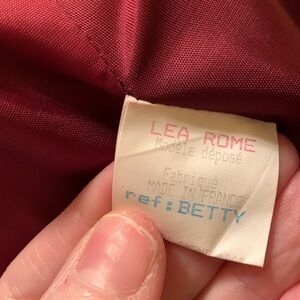 LEA ROME
Modèle déposé
Fabriqué
MADE IN FRANCE
ref:BETTY